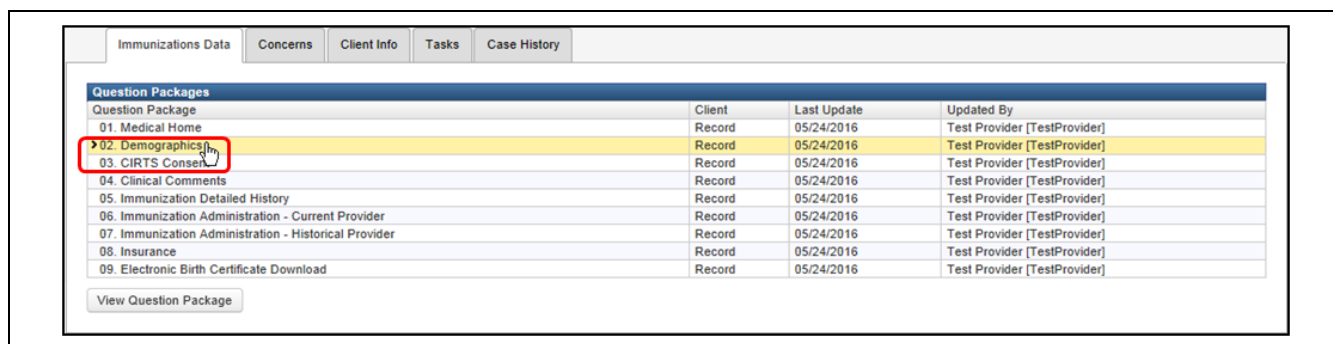 Immunizations Data Concerns Client Info Tasks Case History
Question Packages
Question Package Client Last Update Updated By
01. Medical Home Record 05/24/2016 Test Provider [TestProvider]
02. Demographics Record 05/24/2016 Test Provider [TestProvider]
03. CIRTS Consent Record 05/24/2016 Test Provider [TestProvider]
04. Clinical Comments Record 05/24/2016 Test Provider [TestProvider]
05. Immunization Detailed History Record 05/24/2016 Test Provider [TestProvider]
06. Immunization Administration - Current Provider Record 05/24/2016 Test Provider [TestProvider]
07. Immunization Administration - Historical Provider Record 05/24/2016 Test Provider [TestProvider]
08. Insurance Record 05/24/2016 Test Provider [TestProvider]
09. Electronic Birth Certificate Download Record 05/24/2016 Test Provider [TestProvider]
View Question Package